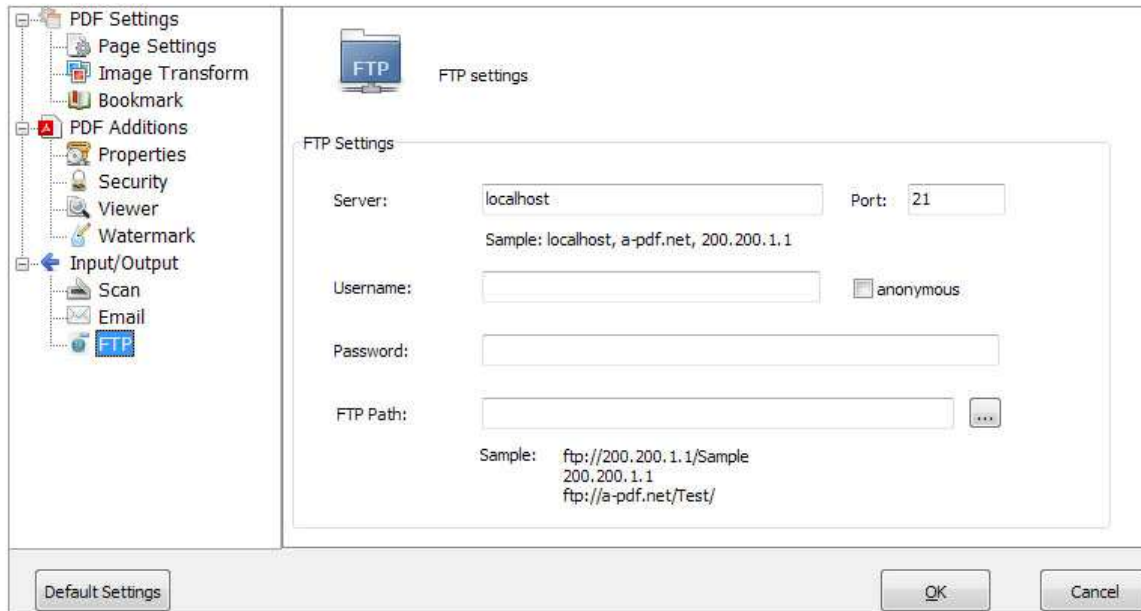 PDF Settings
Page Settings
Image Transform
Bookmark
PDF Additions
Properties
Security
Viewer
Watermark
Input/Output
Scan
Email
FTP
FTP
FTP settings
FTP Settings
Server: localhost Port: 21
Sample: localhost, a-pdf.net, 200.200.1.1
Username: anonymous
Password:
FTP Path: ...
Sample: ftp://200.200.1.1/Sample
200.200.1.1
ftp://a-pdf.net/Test/
Default Settings OK Cancel